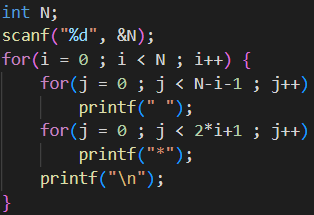 int N;
scanf("%d", &N);
for(i = 0 ; i < N ; i++) {
    for(j = 0 ; j < N-i-1 ; j++)
        printf(" ");
    for(j = 0 ; j < 2*i+1 ; j++)
        printf("*");
    printf("\n");
}